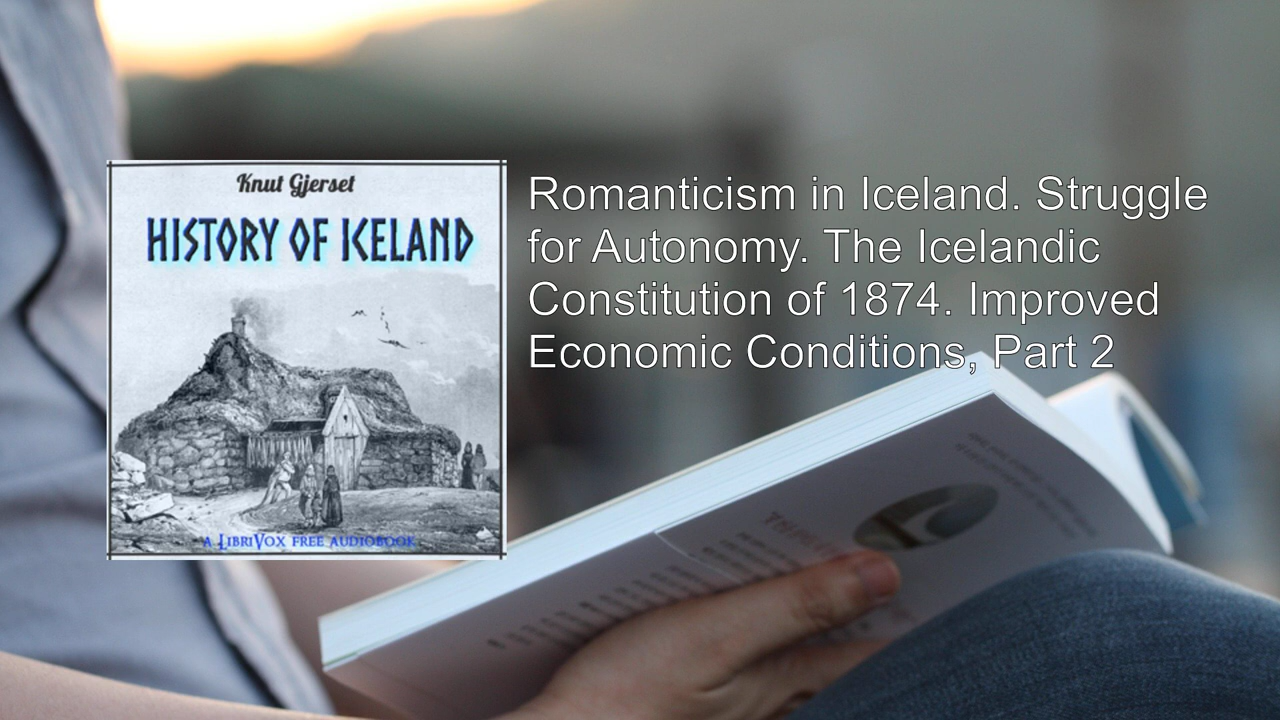 Knut Gjerset
HISTORY OF ICELAND
A LIBRIVOX FREE AUDIOBOOK
Romanticism in Iceland. Struggle
for Autonomy. The Icelandic
Constitution of 1874. Improved
Economic Conditions, Part 2